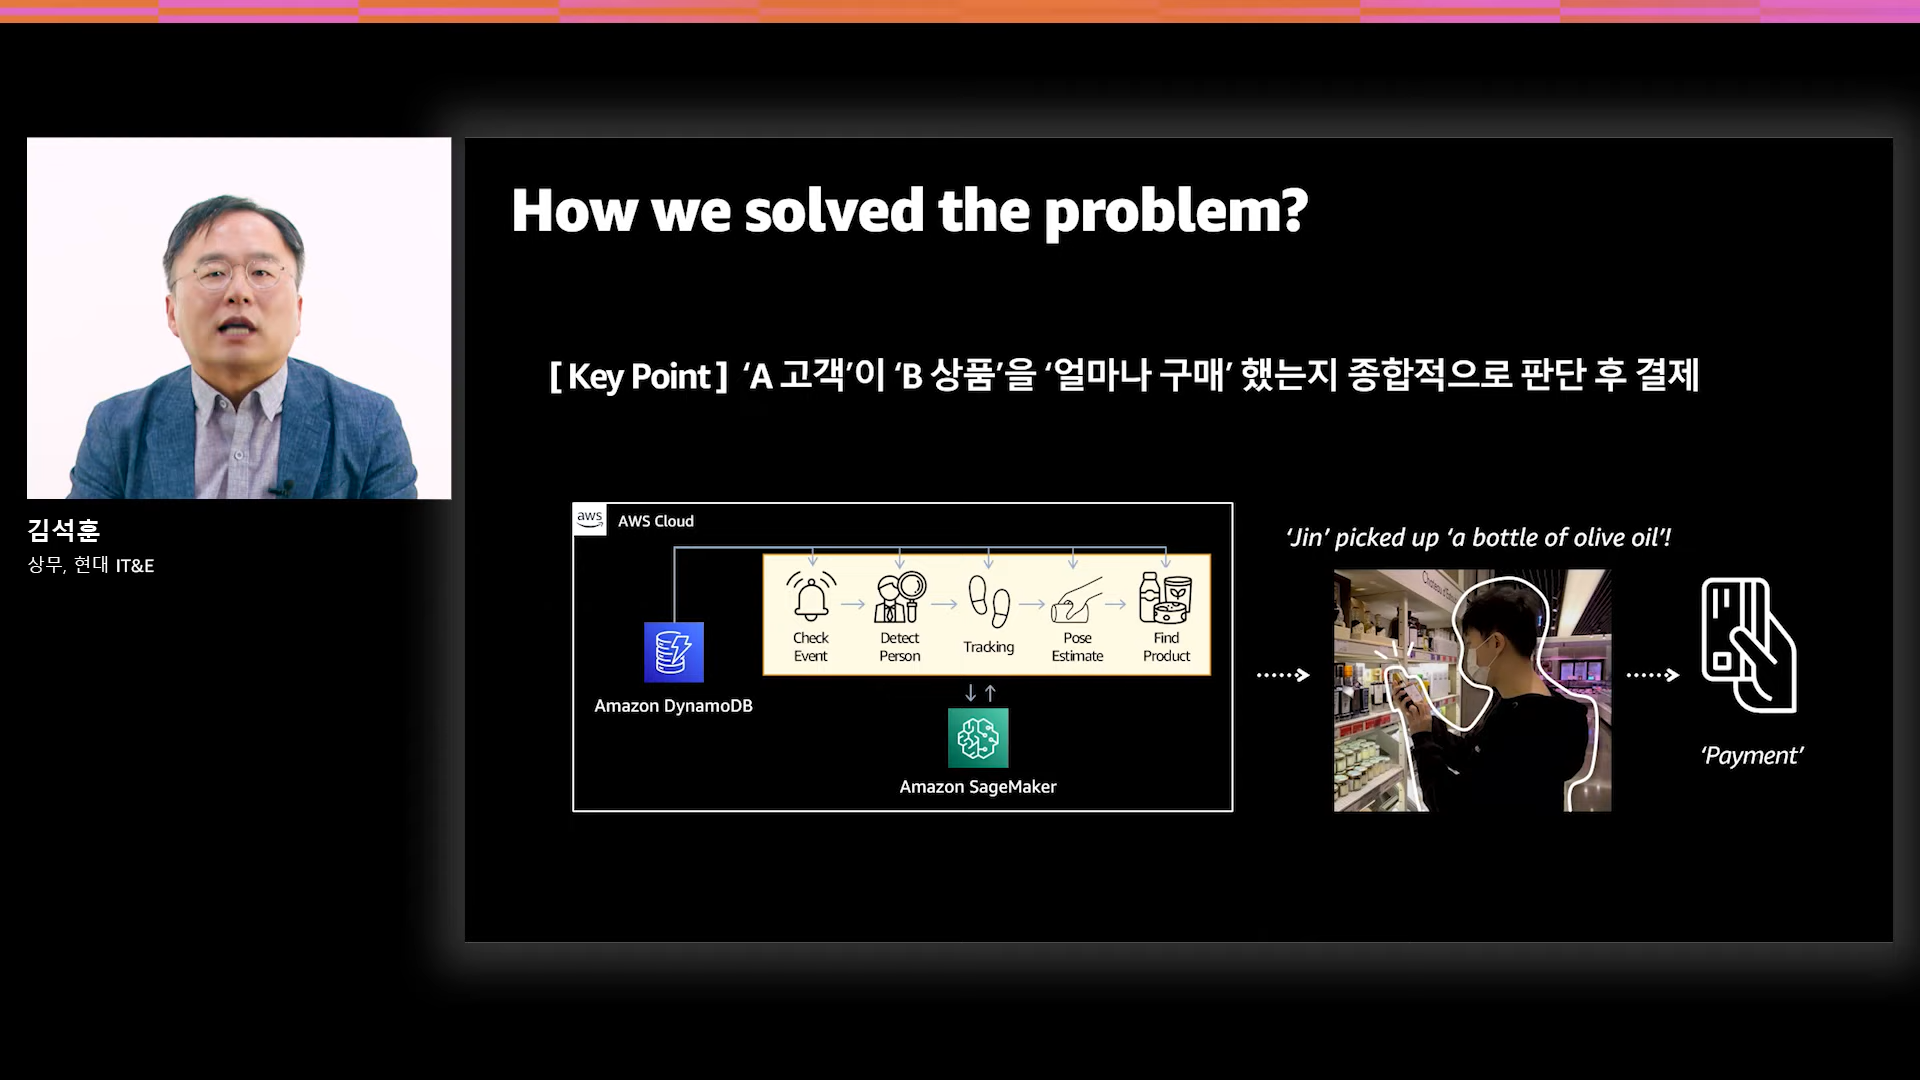 How we solved the problem?
[ Key Point ] ‘A 고객’이 ‘B 상품’을 ‘얼마나 구매’ 했는지 종합적으로 판단 후 결제
김석훈
상무, 현대 IT&E
aws
AWS Cloud
Check
Event
Detect
Person
Tracking
Pose
Estimate
Find
Product
Amazon DynamoDB
Amazon SageMaker
‘Jin’ picked up ‘a bottle of olive oil’!
‘Payment’